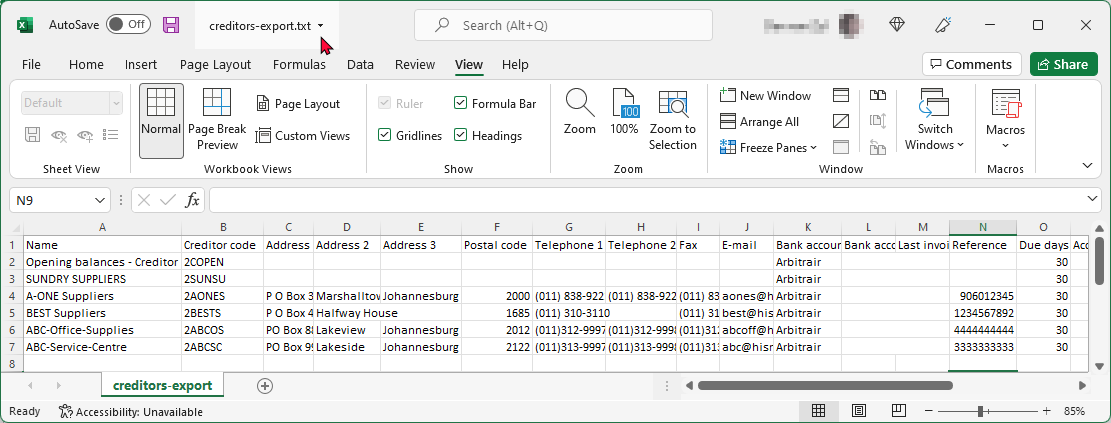 AutoSave Off creditors-export.txt Search (Alt+Q)
File Home Insert Page Layout Formulas Data Review View Help Comments Share
Default Normal Page Break Preview Page Layout Custom Views
Ruler Formula Bar Gridlines Headings
Zoom 100% Zoom to Selection
New Window Arrange All Freeze Panes Switch Windows Macros
Sheet View Workbook Views Show Zoom Window Macros
N9 fx
A B C D E F G H I J K L M N O
1 Name Creditor code Address Address 2 Address 3 Postal code Telephone 1 Telephone 2 Fax E-mail Bank accoun Bank acco Last invoi Reference Due days Acc
2 Opening balances - Creditor 2COPEN Arbitrair 30
3 SUNDRY SUPPLIERS 2SUNSU Arbitrair 30
4 A-ONE Suppliers 2AONES P O Box 3 Marshalltow Johannesburg 2000 (011) 838-922 (011) 838-922 (011) 83 aones@h Arbitrair 906012345 30
5 BEST Suppliers 2BESTS P O Box 4 Halfway House 1685 (011) 310-3110 (011) 31 best@his Arbitrair 1234567892 30
6 ABC-Office-Supplies 2ABCOS PO Box 88 Lakeview Johannesburg 2012 (011)312-9997 (011)312-9998 (011)312 abcoff@h Arbitrair 4444444444 30
7 ABC-Service-Centre 2ABCSC PO Box 99 Lakeside Johannesburg 2122 (011)313-9997 (011)313-9998 (011)313 abc@hisr Arbitrair 3333333333 30
8
creditors-export
Ready Accessibility: Unavailable 85%